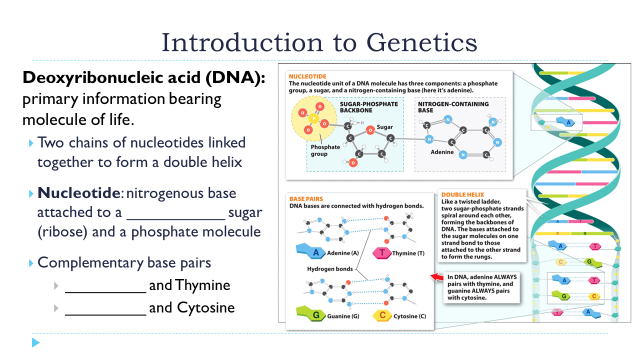 Introduction to Genetics
Deoxyribonucleic acid (DNA):
primary information bearing
molecule of life.
Two chains of nucleotides linked
together to form a double helix
Nucleotide: nitrogenous base
attached to a ____________ sugar
(ribose) and a phosphate molecule
Complementary base pairs
__________ and Thymine
__________ and Cytosine
NUCLEOTIDE
The nucleotide unit of a DNA molecule has three components: a phosphate
group, a sugar, and a nitrogen-containing base (here it's adenine).
SUGAR-PHOSPHATE
BACKBONE
Sugar
Phosphate
group
NITROGEN-CONTAINING
BASE
Adenine
BASE PAIRS
DNA bases are connected with hydrogen bonds.
A Adenine (A)
T Thymine (T)
Hydrogen bonds
G Guanine (G)
C Cytosine (C)
DOUBLE HELIX
Like a twisted ladder,
two sugar-phosphate strands
spiral around each other,
forming the backbones of
DNA. The bases attached to
the sugar molecules on one
strand bond to those
attached to the other strand
to form the rungs.
In DNA, adenine ALWAYS
pairs with thymine, and
guanine ALWAYS pairs
with cytosine.
A
A T
C G
A T
G C